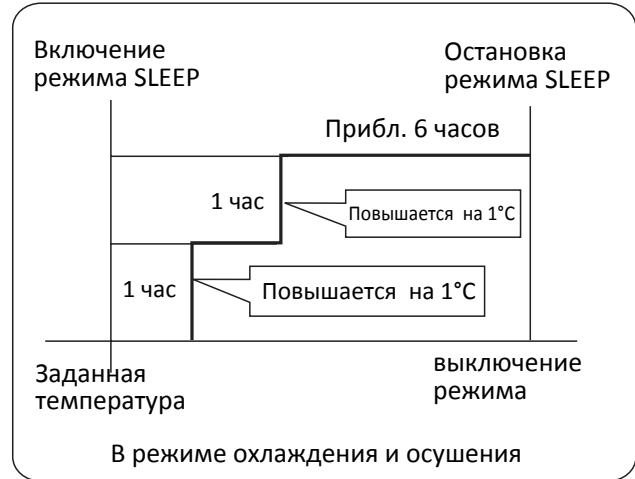 Включение
режима SLEEP
Остановка
режима SLEEP
Прибл. 6 часов
1 час
Повышается на 1°C
1 час
Повышается на 1°C
Заданная
температура
выключение
режима
В режиме охлаждения и осушения